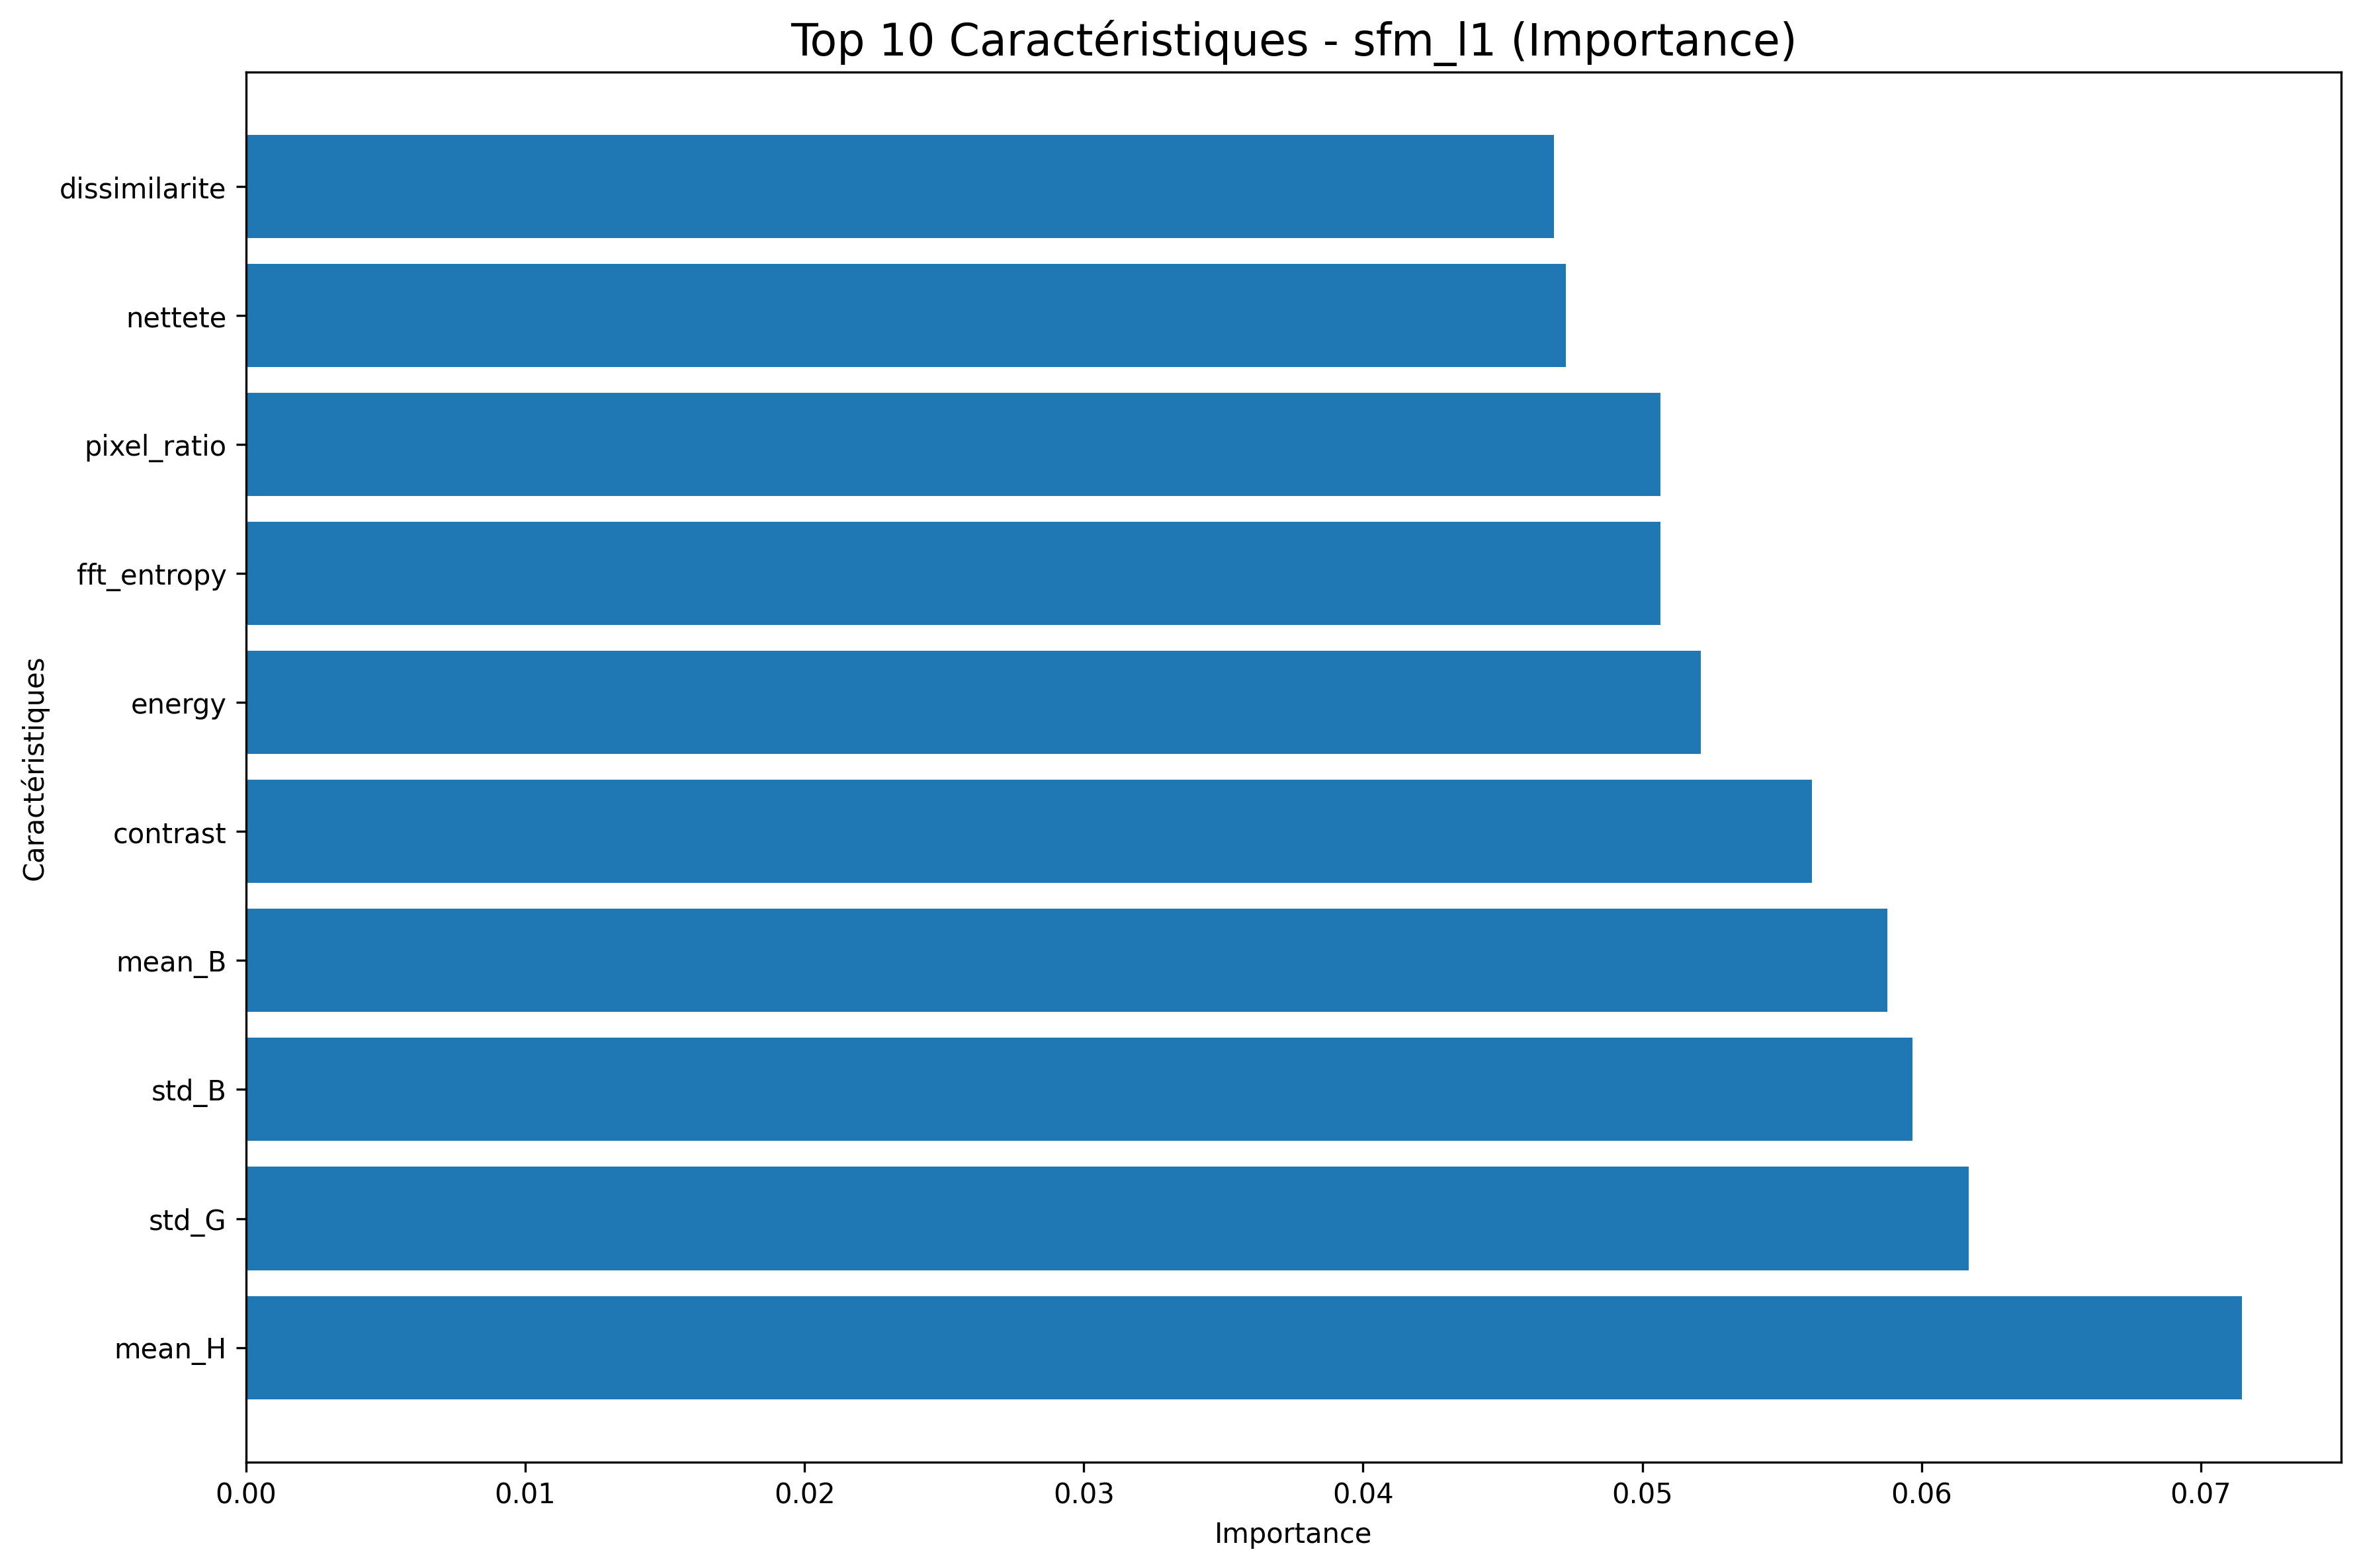 Top 10 Caractéristiques - sfm_l1 (Importance)
Caractéristiques
dissimilarite
nettete
pixel_ratio
fft_entropy
energy
contrast
mean_B
std_B
std_G
mean_H
0.00 0.01 0.02 0.03 0.04 0.05 0.06 0.07
Importance